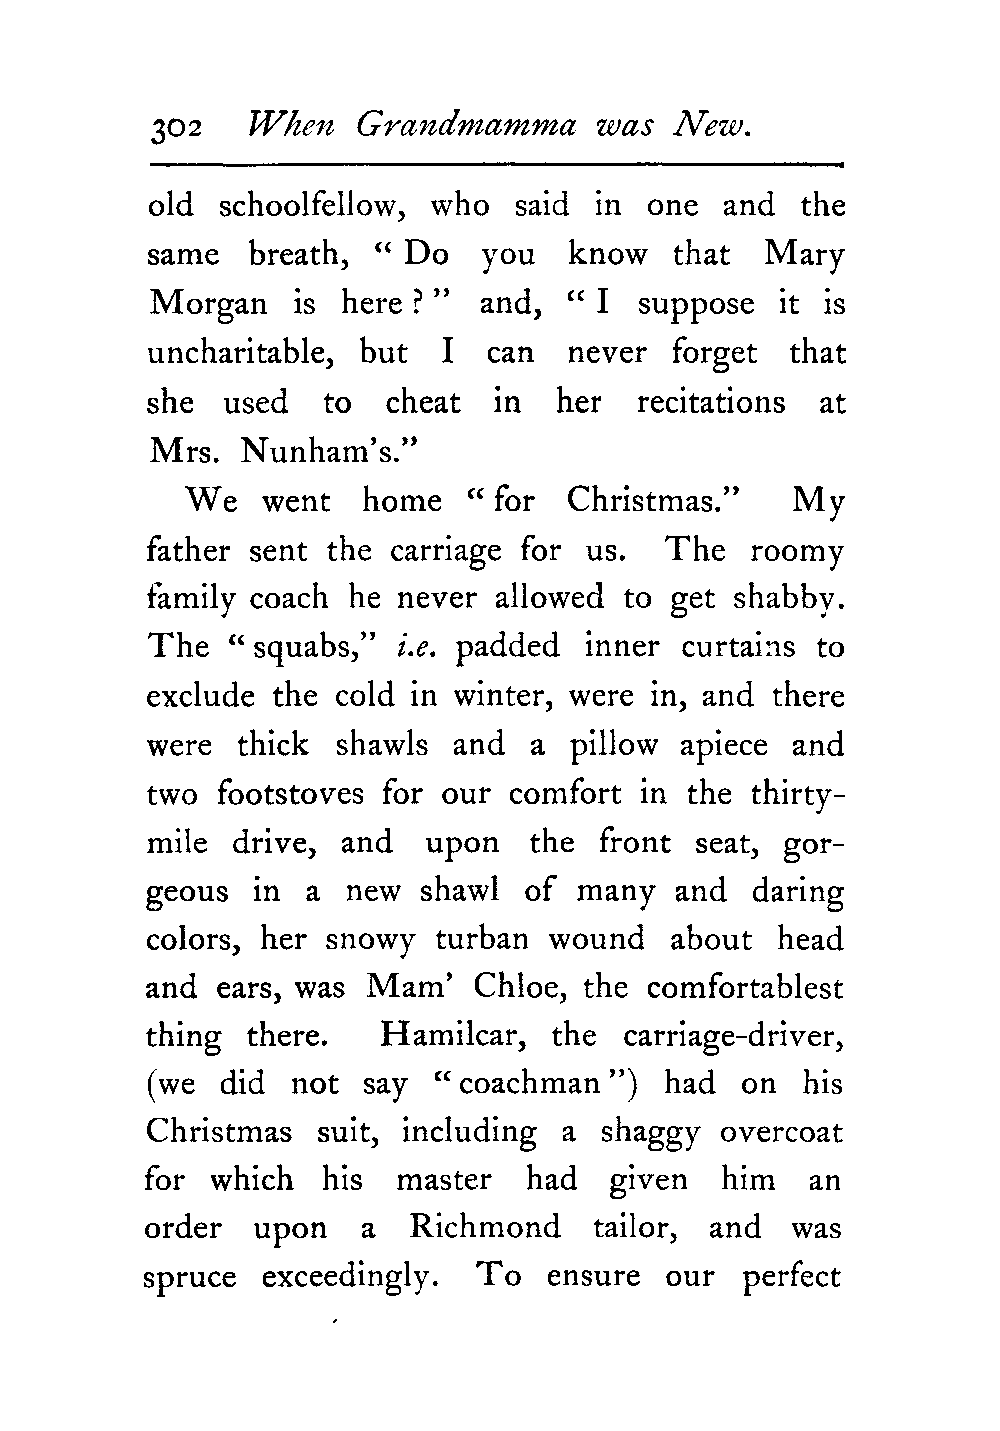 302 When Grandmamma was New.
old schoolfellow, who said in one and the
same breath, “ Do you know that Mary
Morgan is here ? ” and, “ I suppose it is
uncharitable, but I can never forget that
she used to cheat in her recitations at
Mrs. Nunham’s.”
We went home “ for Christmas.” My
father sent the carriage for us. The roomy
family coach he never allowed to get shabby.
The “ squabs,” i.e. padded inner curtains to
exclude the cold in winter, were in, and there
were thick shawls and a pillow apiece and
two footstoves for our comfort in the thirty-
mile drive, and upon the front seat, gor-
geous in a new shawl of many and daring
colors, her snowy turban wound about head
and ears, was Mam’ Chloe, the comfortablest
thing there. Hamilcar, the carriage-driver,
(we did not say “ coachman ”) had on his
Christmas suit, including a shaggy overcoat
for which his master had given him an
order upon a Richmond tailor, and was
spruce exceedingly. To ensure our perfect